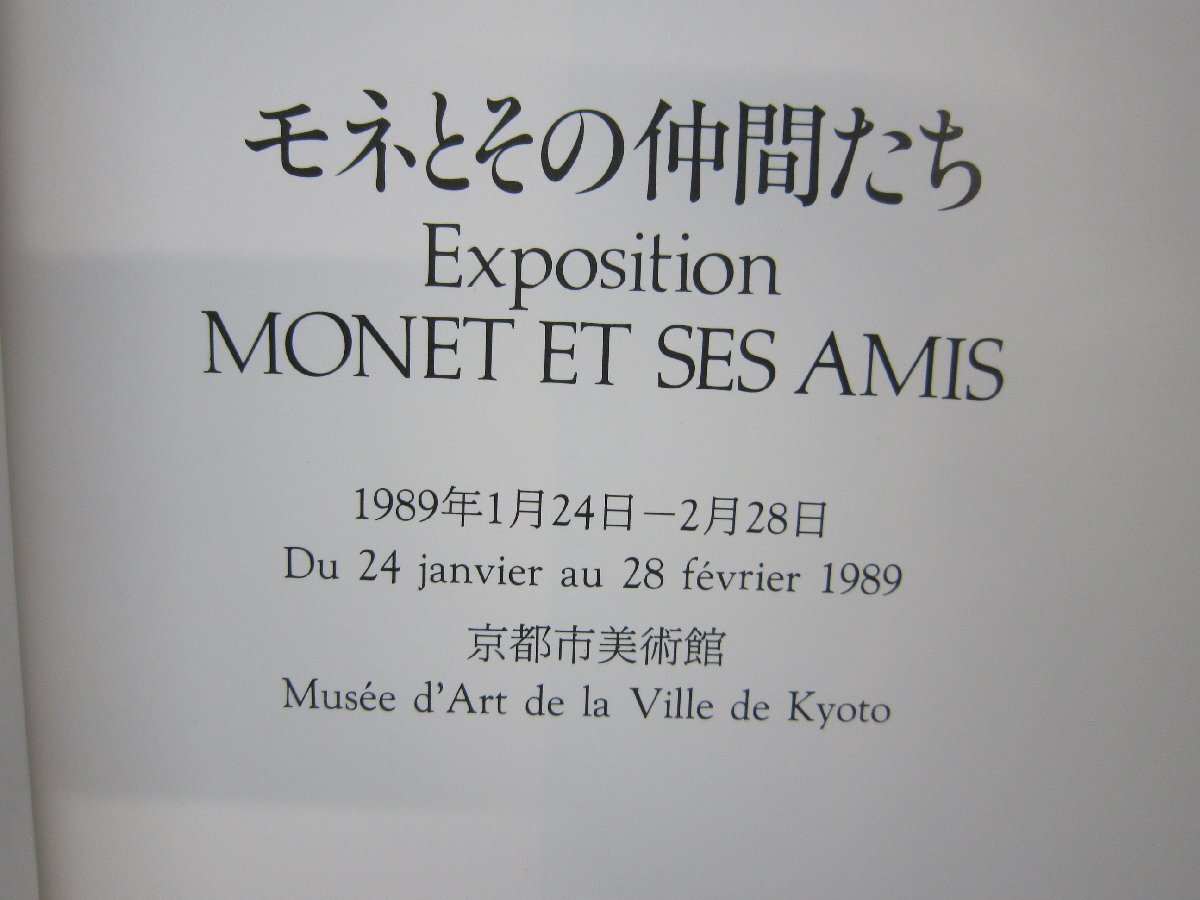 モネとその仲間たち
Exposition
MONET ET SES AMIS
1989年1月24日－2月28日
Du 24 janvier au 28 février 1989
京都市美術館
Musée d'Art de la Ville de Kyoto